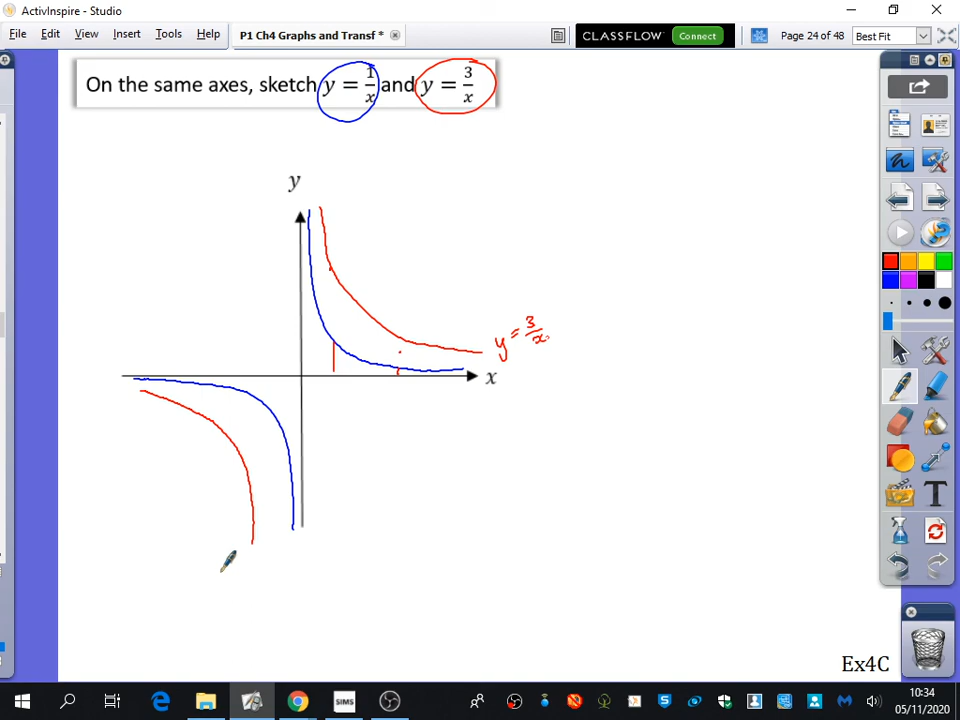 ActivInspire - Studio
File Edit View Insert Tools Help
P1 Ch4 Graphs and Transf *
CLASSFLOW Connect
Page 24 of 48
Best Fit
On the same axes, sketch y = 1/x and y = 3/x
y
y = 3/x
x
T
Ex4C
SIMS
10:34
05/11/2020